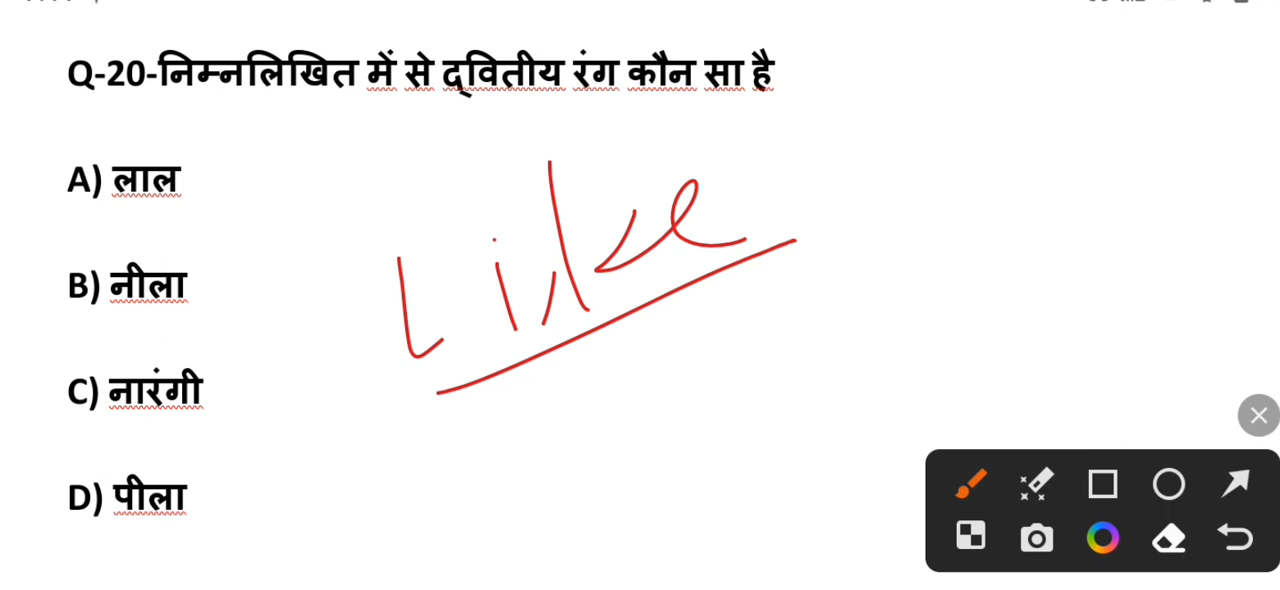 Q-20-निम्नलिखित में से द्वितीय रंग कौन सा है
A) लाल
Like
B) नीला
C) नारंगी
D) पीला